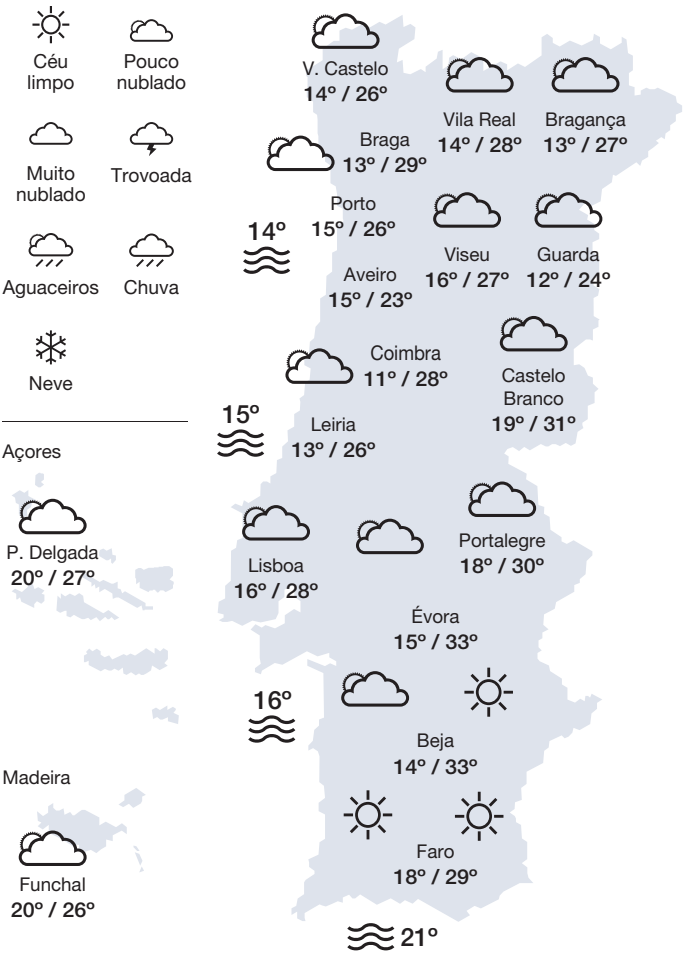 Céu
limpo
Pouco
nublado
Muito
nublado
Trovoada
Aguaceiros
Chuva
Neve
Açores
P. Delgada
20º / 27º
Madeira
Funchal
20º / 26º
V. Castelo
14º / 26º
Vila Real
14º / 28º
Bragança
13º / 27º
Braga
13º / 29º
Porto
15º / 26º
14º
Viseu
16º / 27º
Guarda
12º / 24º
Aveiro
15º / 23º
Coimbra
11º / 28º
Castelo
Branco
19º / 31º
15º
Leiria
13º / 26º
Lisboa
16º / 28º
Portalegre
18º / 30º
Évora
15º / 33º
16º
Beja
14º / 33º
Faro
18º / 29º
21º